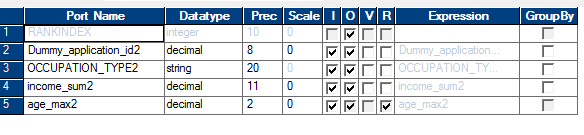 Port Name Datatype Prec Scale I O V R Expression GroupBy
1 RANKINDEX integer 10 0
2 Dummy_application_id2 decimal 8 0 Dummy_application...
3 OCCUPATION_TYPE2 string 20 0 OCCUPATION_TY...
4 income_sum2 decimal 11 0 income_sum2
5 age_max2 decimal 2 0 age_max2